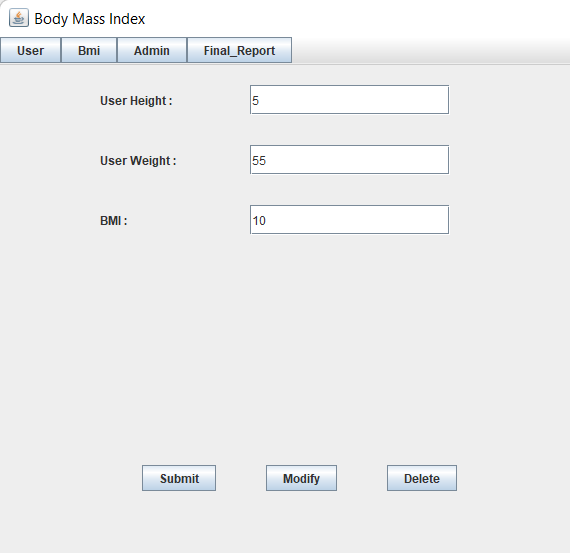 Body Mass Index
User Bmi Admin Final_Report
User Height : 5
User Weight : 55
BMI : 10
Submit Modify Delete